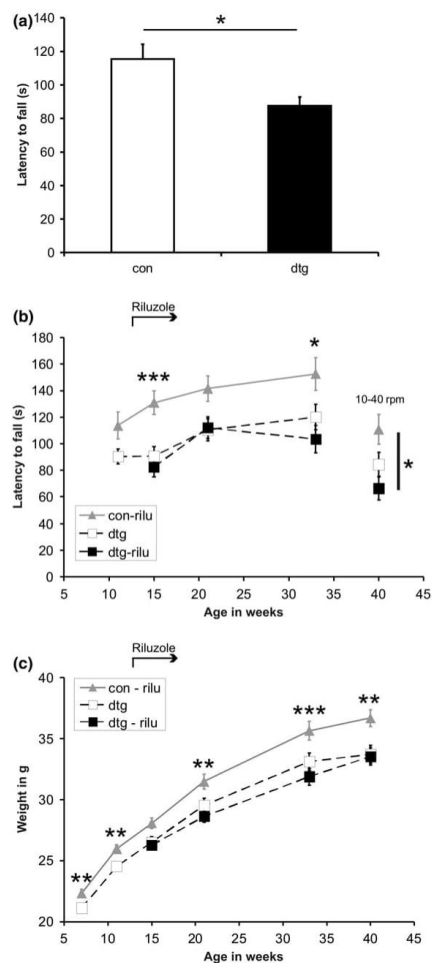 (a)
*
140
120
100
80
60
40
20
0
Latency to fall (s)
con dtg
(b)
Riluzole
180
160
140
120
100
80
60
40
20
0
Latency to fall (s)
***
*
10-40 rpm
*
con-rilu
dtg
dtg-rilu
5 10 15 20 25 30 35 40 45
Age in weeks
(c)
Riluzole
40
35
30
25
20
Weight in g
con - rilu
dtg
dtg - rilu
** ** ** *** **
5 10 15 20 25 30 35 40 45
Age in weeks